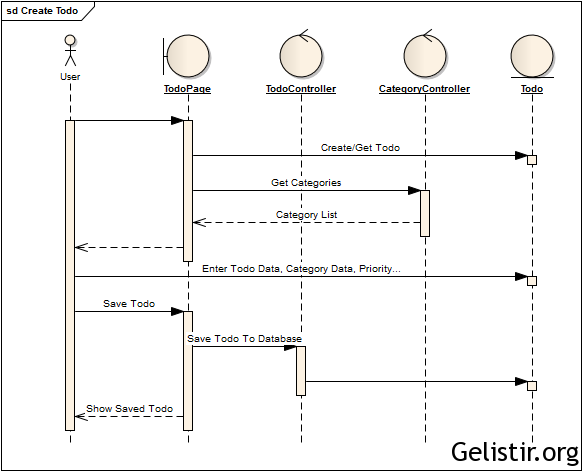 sd Create Todo
User
TodoPage
TodoController
CategoryController
Todo
Create/Get Todo
Get Categories
Category List
Enter Todo Data, Category Data, Priority...
Save Todo
Save Todo To Database
Show Saved Todo
Gelistir.org